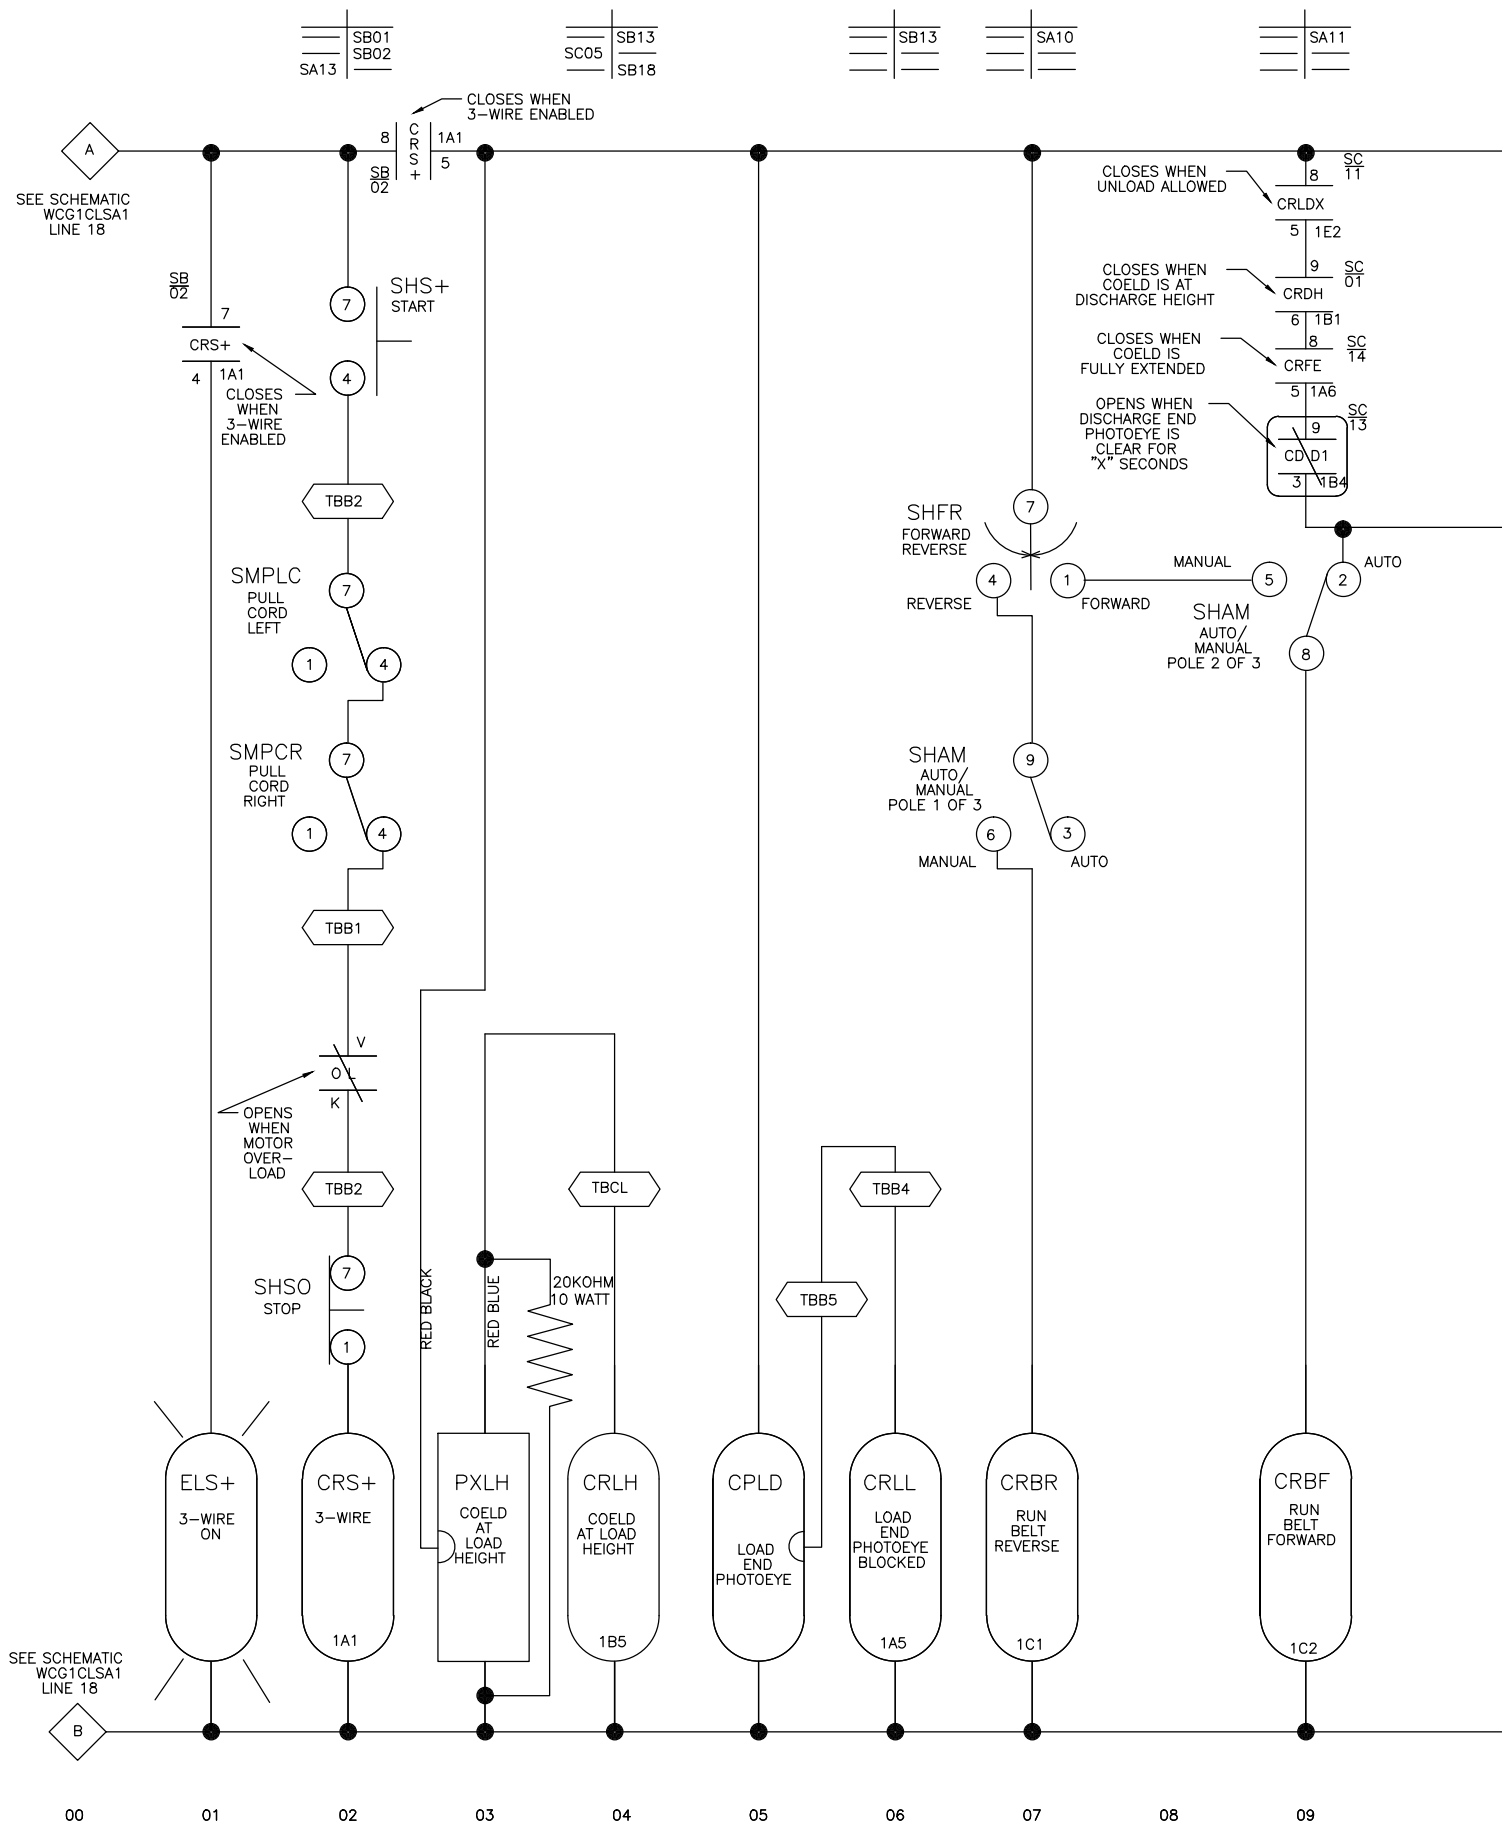 SB01
SB02
SA13
SB13
SC05
SB18
SB13
SA10
SA11
CLOSES WHEN
3-WIRE ENABLED
A
SEE SCHEMATIC
WCG1CLSA1
LINE 18
8
C
R
S
+
1A1
5
SB
02
SB
02
7
CRS+
4
1A1
CLOSES
WHEN
3-WIRE
ENABLED
7
SHS+
START
4
TBB2
SMPLC
PULL
CORD
LEFT
7
1
4
SMPCR
PULL
CORD
RIGHT
7
1
4
TBB1
V
O L
K
OPENS
WHEN
MOTOR
OVER-
LOAD
TBB2
SHSO
STOP
7
1
RED BLACK
RED BLUE
20KOHM
10 WATT
TBCL
TBB4
TBB5
SHFR
FORWARD
REVERSE
7
4
1
REVERSE
FORWARD
SHAM
AUTO/
MANUAL
POLE 1 OF 3
9
6
3
MANUAL
AUTO
CLOSES WHEN
UNLOAD ALLOWED
8
SC
11
CRLDX
5
1E2
CLOSES WHEN
COELD IS AT
DISCHARGE HEIGHT
9
SC
01
CRDH
6
1B1
CLOSES WHEN
COELD IS
FULLY EXTENDED
8
SC
14
CRFE
5
1A6
OPENS WHEN
DISCHARGE END
PHOTOEYE IS
CLEAR FOR
"X" SECONDS
SC
13
9
CD D1
3
1B4
MANUAL
5
2
AUTO
SHAM
AUTO/
MANUAL
POLE 2 OF 3
8
ELS+
3-WIRE
ON
CRS+
3-WIRE
1A1
PXLH
COELD
AT
LOAD
HEIGHT
CRLH
COELD
AT LOAD
HEIGHT
1B5
CPLD
LOAD
END
PHOTOEYE
CRLL
LOAD
END
PHOTOEYE
BLOCKED
1A5
CRBR
RUN
BELT
REVERSE
1C1
CRBF
RUN
BELT
FORWARD
1C2
SEE SCHEMATIC
WCG1CLSA1
LINE 18
B
00 01 02 03 04 05 06 07 08 09